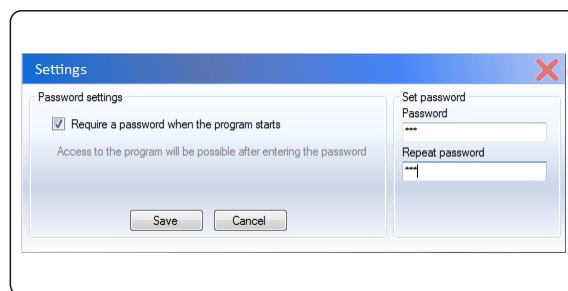 Settings
Password settings
Require a password when the program starts
Access to the program will be possible after entering the password
Save
Cancel
Set password
Password
***
Repeat password
***